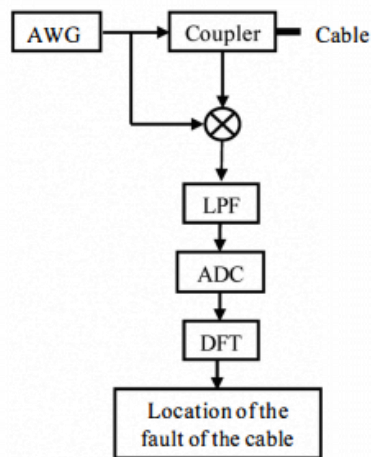 AWG
Coupler
Cable
LPF
ADC
DFT
Location of the
fault of the cable